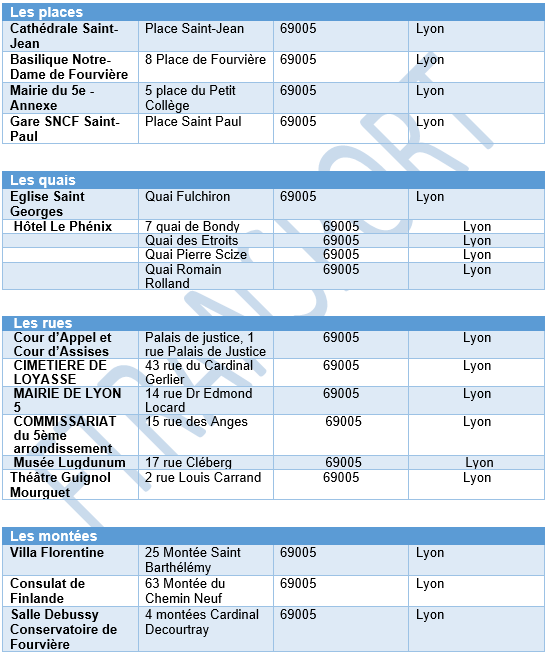 Les places
Cathédrale Saint-Jean Place Saint-Jean 69005 Lyon
Basilique Notre-Dame de Fourvière 8 Place de Fourvière 69005 Lyon
Mairie du 5e - Annexe 5 place du Petit Collège 69005 Lyon
Gare SNCF Saint-Paul Place Saint Paul 69005 Lyon
Les quais
Eglise Saint Georges Quai Fulchiron 69005 Lyon
Hôtel Le Phénix 7 quai de Bondy 69005 Lyon
Quai des Etroits 69005 Lyon
Quai Pierre Scize 69005 Lyon
Quai Romain Rolland 69005 Lyon
Les rues
Cour d'Appel et Cour d'Assises Palais de justice, 1 rue Palais de Justice 69005 Lyon
CIMETIERE DE LOYASSE 43 rue du Cardinal Gerlier 69005 Lyon
MAIRIE DE LYON 5 14 rue Dr Edmond Locard 69005 Lyon
COMMISSARIAT du 5ème arrondissement 15 rue des Anges 69005 Lyon
Musée Lugdunum 17 rue Cléberg 69005 Lyon
Théâtre Guignol Mourguet 2 rue Louis Carrand 69005 Lyon
Les montées
Villa Florentine 25 Montée Saint Barthélémy 69005 Lyon
Consulat de Finlande 63 Montée du Chemin Neuf 69005 Lyon
Salle Debussy Conservatoire de Fourvière 4 montées Cardinal Decourtray 69005 Lyon